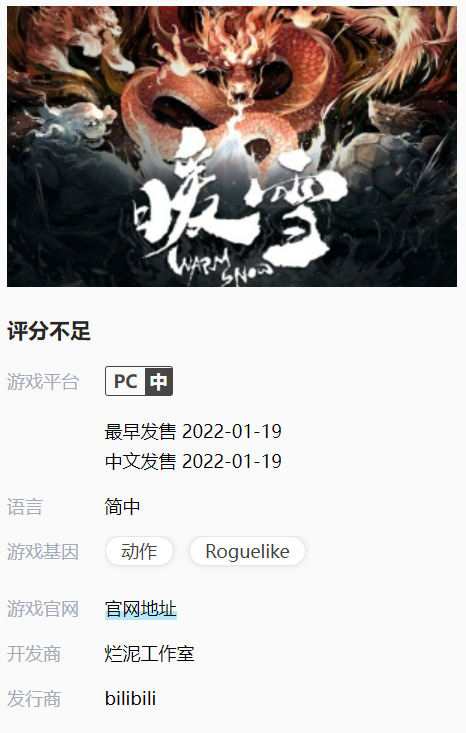 暖雪
WARM
SNOW
评分不足
游戏平台 PC 中
最早发售 2022-01-19
中文发售 2022-01-19
语言 简中
游戏基因 动作 Roguelike
游戏官网 官网地址
开发商 烂泥工作室
发行商 bilibili